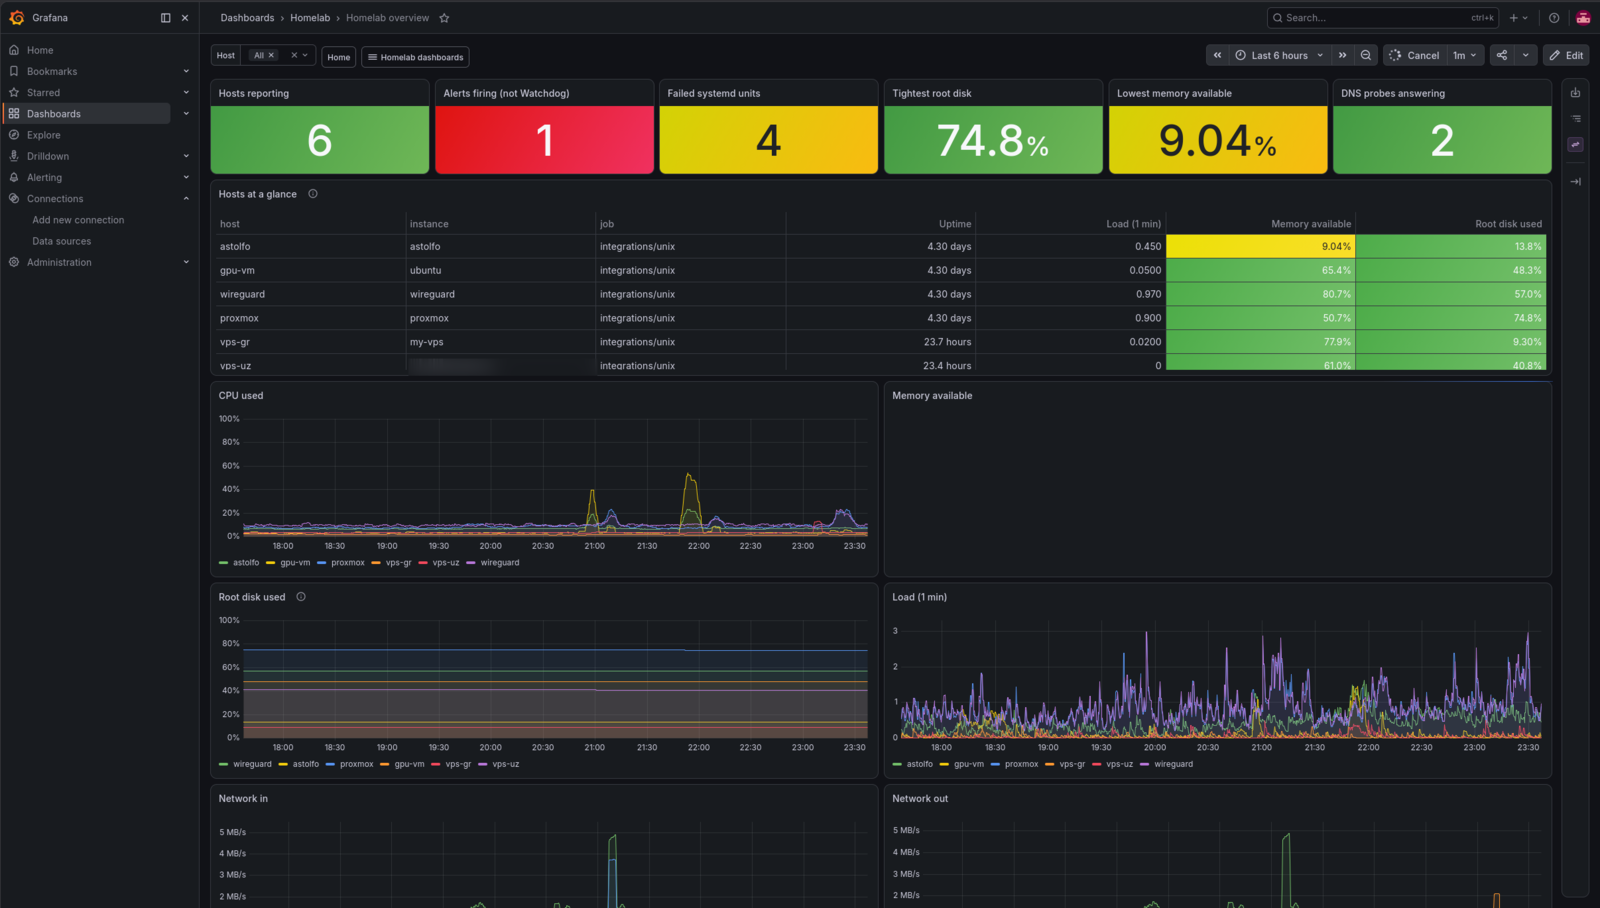 Grafana
Dashboards › Homelab › Homelab overview
Search... ctrl+k
Home
Bookmarks
Starred
Dashboards
Explore
Drilldown
Alerting
Connections
Add new connection
Data sources
Administration
Host All Home Homelab dashboards
Last 6 hours Cancel 1m Edit
Hosts reporting
6
Alerts firing (not Watchdog)
1
Failed systemd units
4
Tightest root disk
74.8%
Lowest memory available
9.04%
DNS probes answering
2
Hosts at a glance
host instance job Uptime Load (1 min) Memory available Root disk used
astolfo astolfo integrations/unix 4.30 days 0.450 9.04% 13.8%
gpu-vm ubuntu integrations/unix 4.30 days 0.0500 65.4% 48.3%
wireguard wireguard integrations/unix 4.30 days 0.970 80.7% 57.0%
proxmox proxmox integrations/unix 4.30 days 0.900 50.7% 74.8%
vps-gr my-vps integrations/unix 23.7 hours 0.0200 77.9% 9.30%
vps-uz integrations/unix 23.4 hours 0 61.0% 40.8%
CPU used
100%
80%
60%
40%
20%
0%
18:00 18:30 19:00 19:30 20:00 20:30 21:00 21:30 22:00 22:30 23:00 23:30
astolfo gpu-vm proxmox vps-gr vps-uz wireguard
Memory available
Root disk used
100%
80%
60%
40%
20%
0%
18:00 18:30 19:00 19:30 20:00 20:30 21:00 21:30 22:00 22:30 23:00 23:30
wireguard astolfo proxmox gpu-vm vps-gr vps-uz
Load (1 min)
3
2
1
0
18:00 18:30 19:00 19:30 20:00 20:30 21:00 21:30 22:00 22:30 23:00 23:30
astolfo gpu-vm proxmox vps-gr vps-uz wireguard
Network in
5 MB/s
4 MB/s
3 MB/s
2 MB/s
Network out
5 MB/s
4 MB/s
3 MB/s
2 MB/s